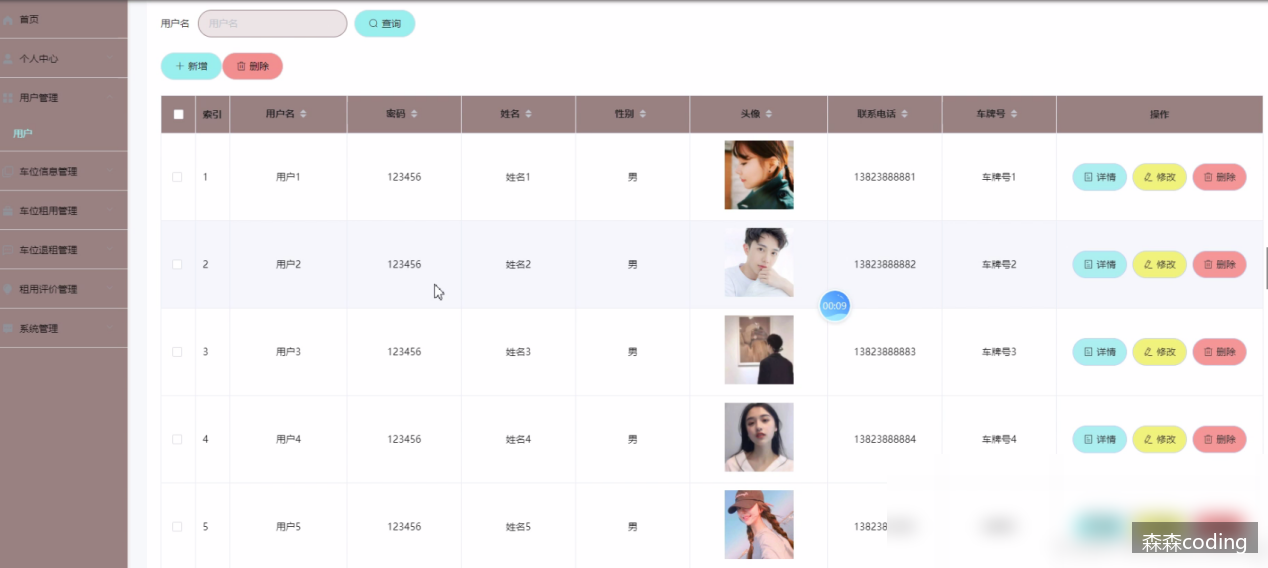 首页
个人中心
用户管理
用户
车位信息管理
车位租用管理
车位退租管理
租用评价管理
系统管理
用户名 用户名 查询
新增 删除
索引 用户名 密码 姓名 性别 头像 联系电话 车牌号 操作
1 用户1 123456 姓名1 男 13823888881 车牌号1 详情 修改 删除
2 用户2 123456 姓名2 男 13823888882 车牌号2 详情 修改 删除
00:09
3 用户3 123456 姓名3 男 13823888883 车牌号3 详情 修改 删除
4 用户4 123456 姓名4 男 13823888884 车牌号4 详情 修改 删除
5 用户5 123456 姓名5 男 138238
森森coding